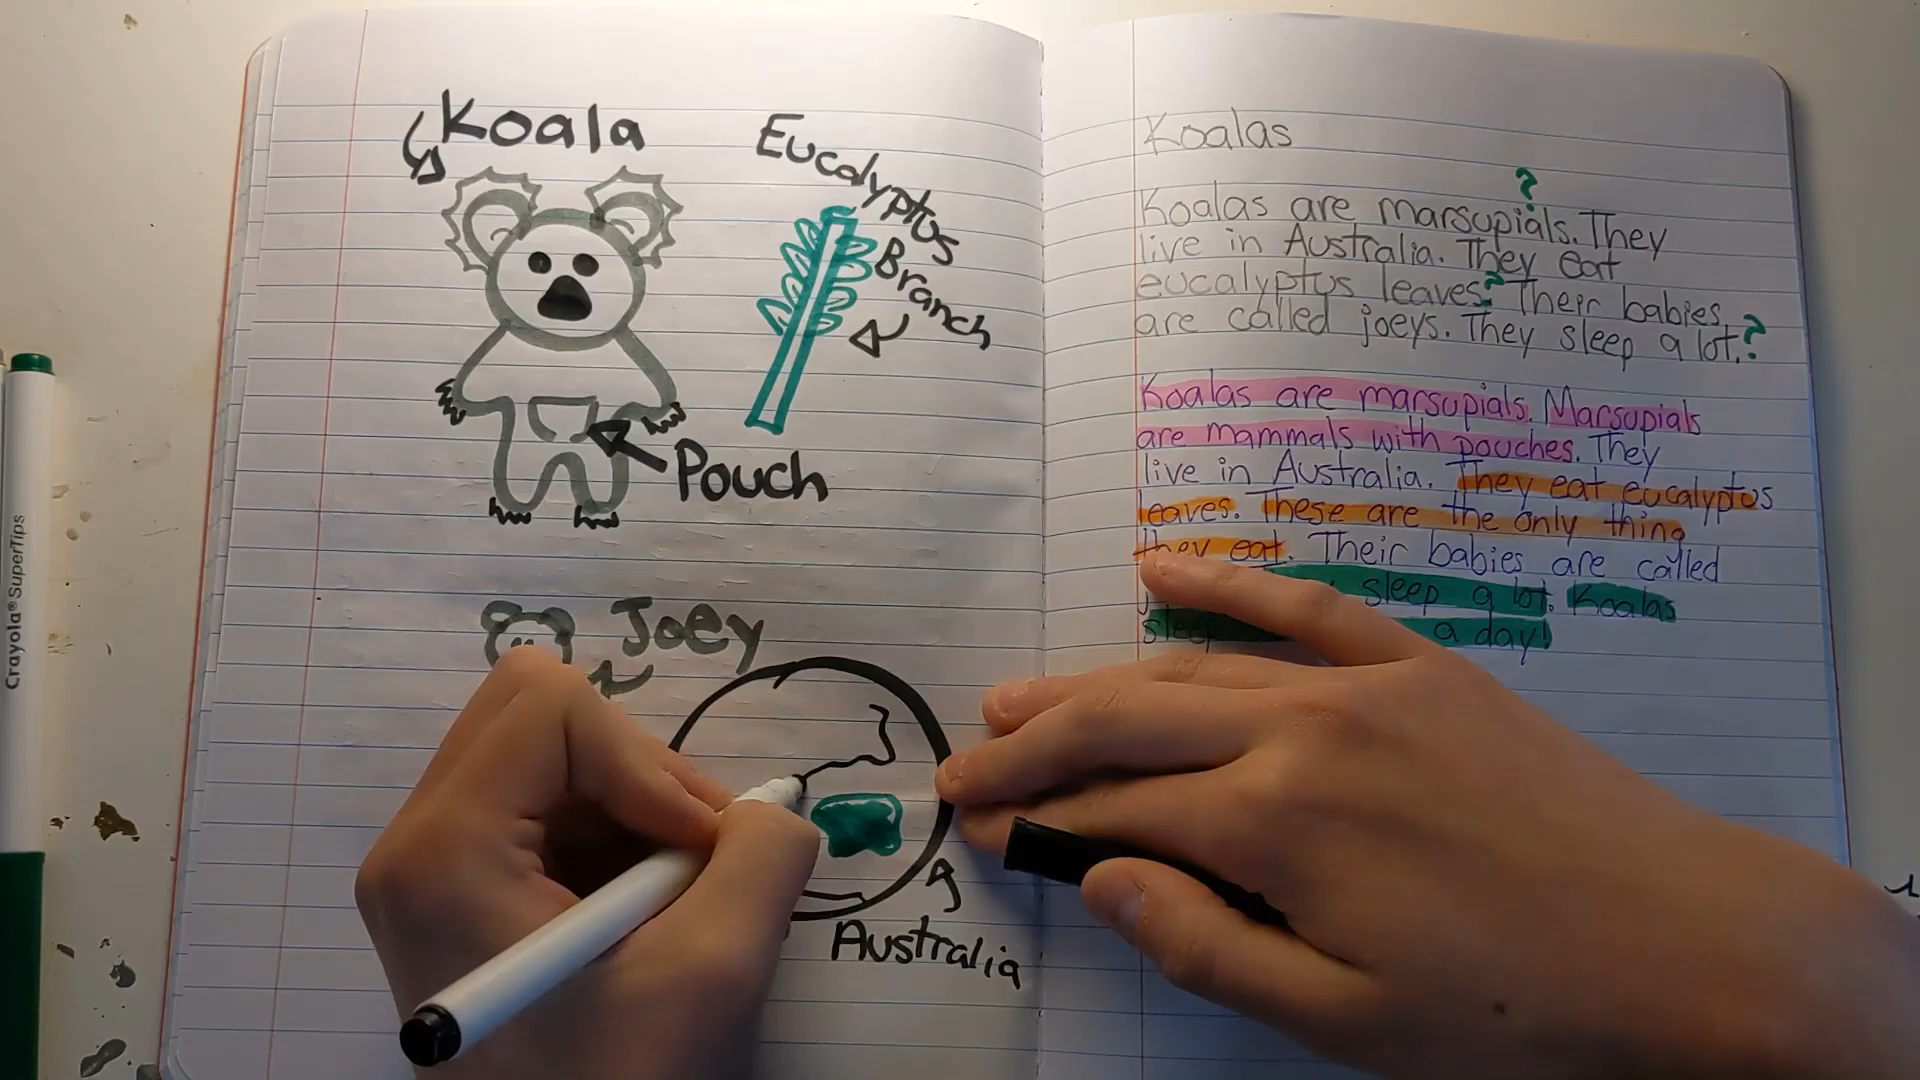 Koala
Eucalyptus
Branch
Pouch
Joey
Australia
Crayola® SuperTips
Koalas
?
Koalas are marsupials. They
live in Australia. They eat
eucalyptus leaves? Their babies
are called joeys. They sleep a lot.?
Koalas are marsupials. Marsupials
are mammals with pouches. They
live in Australia. They eat eucalyptus
leaves. These are the only thing
they eat. Their babies are called
sleep a lot. Koalas
sleep a day!